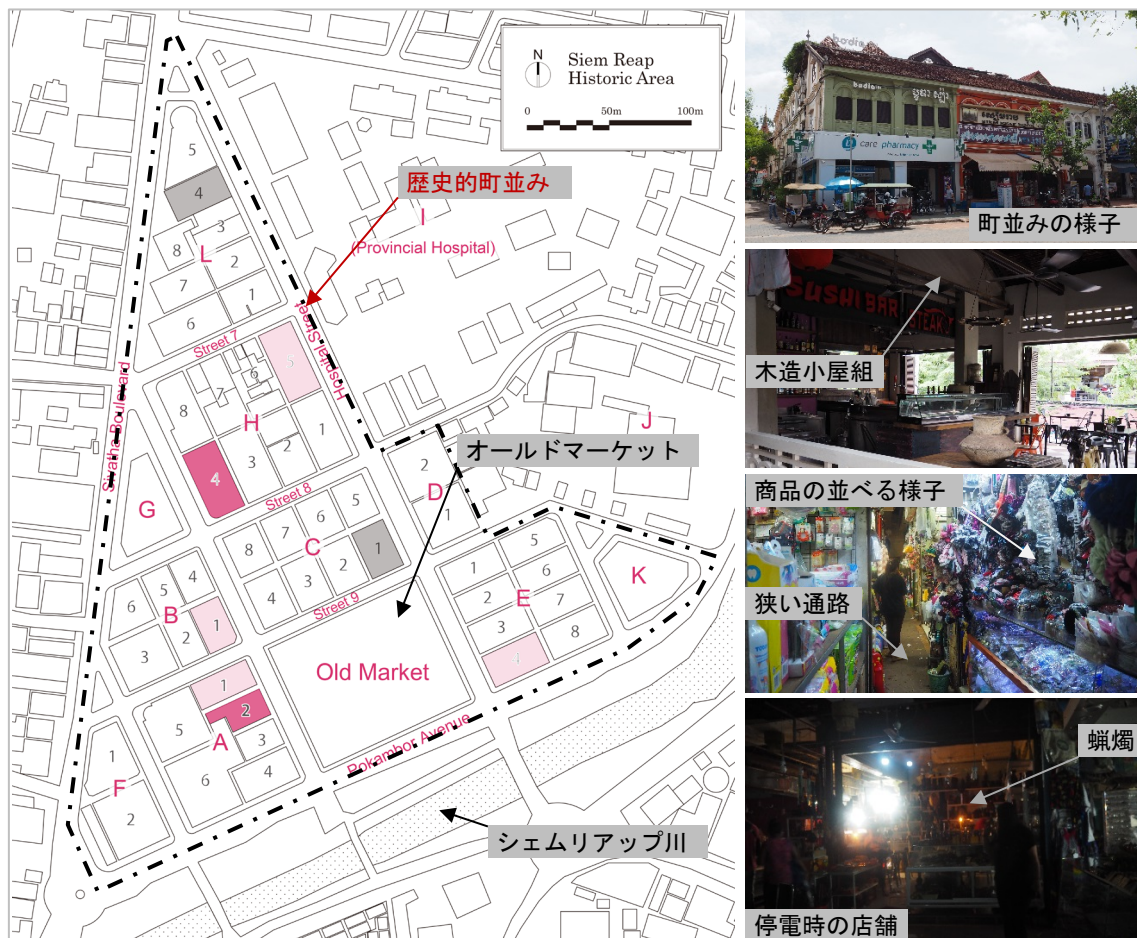 N
Siem Reap
Historic Area
0
50m
100m
歴史的町並み
I
(Provincial Hospital)
5
4
3
8
L
2
7
1
6
Street 7
Hospital Street
Sivatha Boulevard
5
6
7
8
H
1
2
3
4
J
オールドマーケット
2
D
1
G
Street 8
5
6
7
8
C
1
2
3
4
Street 9
4
5
6
B
1
2
3
5
1
6
E
K
2
7
3
8
4
Old Market
1
2
5
A
3
6
4
Pokambor Avenue
1
F
2
シェムリアップ川
bodia
bodia
care pharmacy
町並みの様子
SUSHI BAR
STEAK
木造小屋組
商品の並べる様子
狭い通路
蝋燭
停電時の店舗